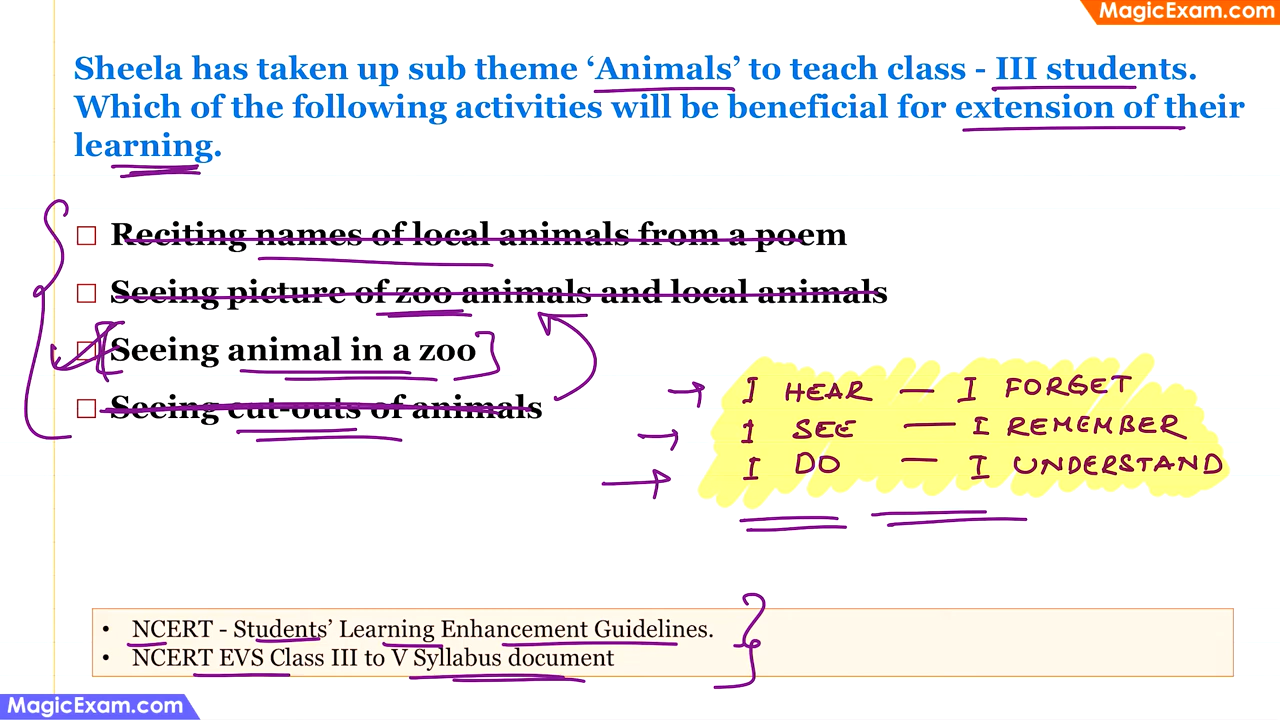 MagicExam.com
Sheela has taken up sub theme ‘Animals’ to teach class - III students.
Which of the following activities will be beneficial for extension of their
learning.
Reciting names of local animals from a poem
Seeing picture of zoo animals and local animals
Seeing animal in a zoo
Seeing cut-outs of animals
I HEAR — I FORGET
I SEE — I REMEMBER
I DO — I UNDERSTAND
• NCERT - Students’ Learning Enhancement Guidelines.
• NCERT EVS Class III to V Syllabus document
MagicExam.com